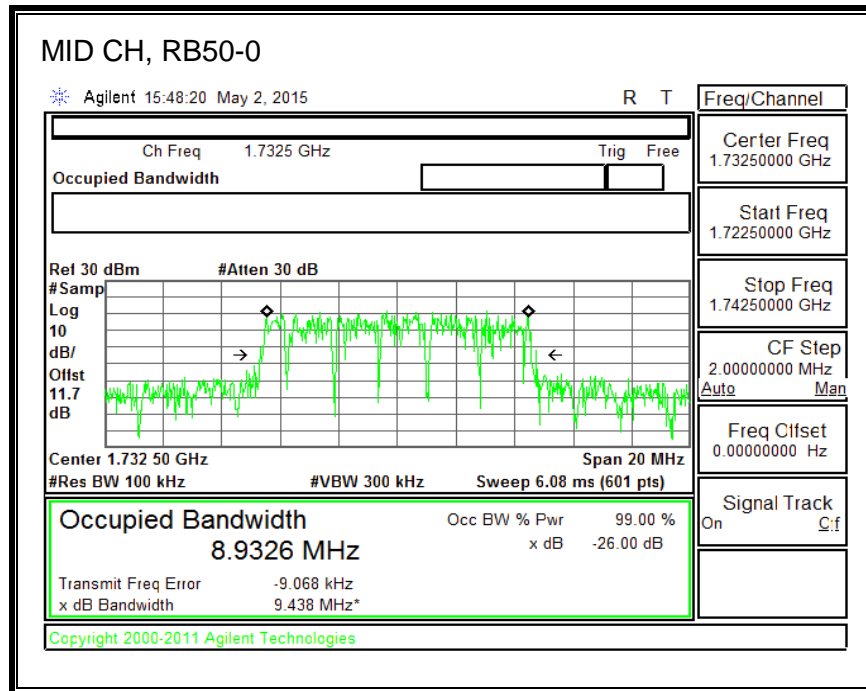 MID CH, RB50-0
Agilent 15:48:20 May 2, 2015 R T
Freq/Channel
Ch Freq 1.7325 GHz Trig Free
Occupied Bandwidth
Center Freq
1.73250000 GHz
Start Freq
1.72250000 GHz
Stop Freq
1.74250000 GHz
CF Step
2.00000000 MHz
Auto Man
Freq Offset
0.00000000 Hz
Signal Track
On Off
Ref 30 dBm #Atten 30 dB
#Samp
Log
10
dB/
Offst
11.7
dB
Center 1.732 50 GHz Span 20 MHz
#Res BW 100 kHz #VBW 300 kHz Sweep 6.08 ms (601 pts)
Occupied Bandwidth
8.9326 MHz
Occ BW % Pwr 99.00 %
x dB -26.00 dB
Transmit Freq Error -9.068 kHz
x dB Bandwidth 9.438 MHz*
Copyright 2000-2011 Agilent Technologies